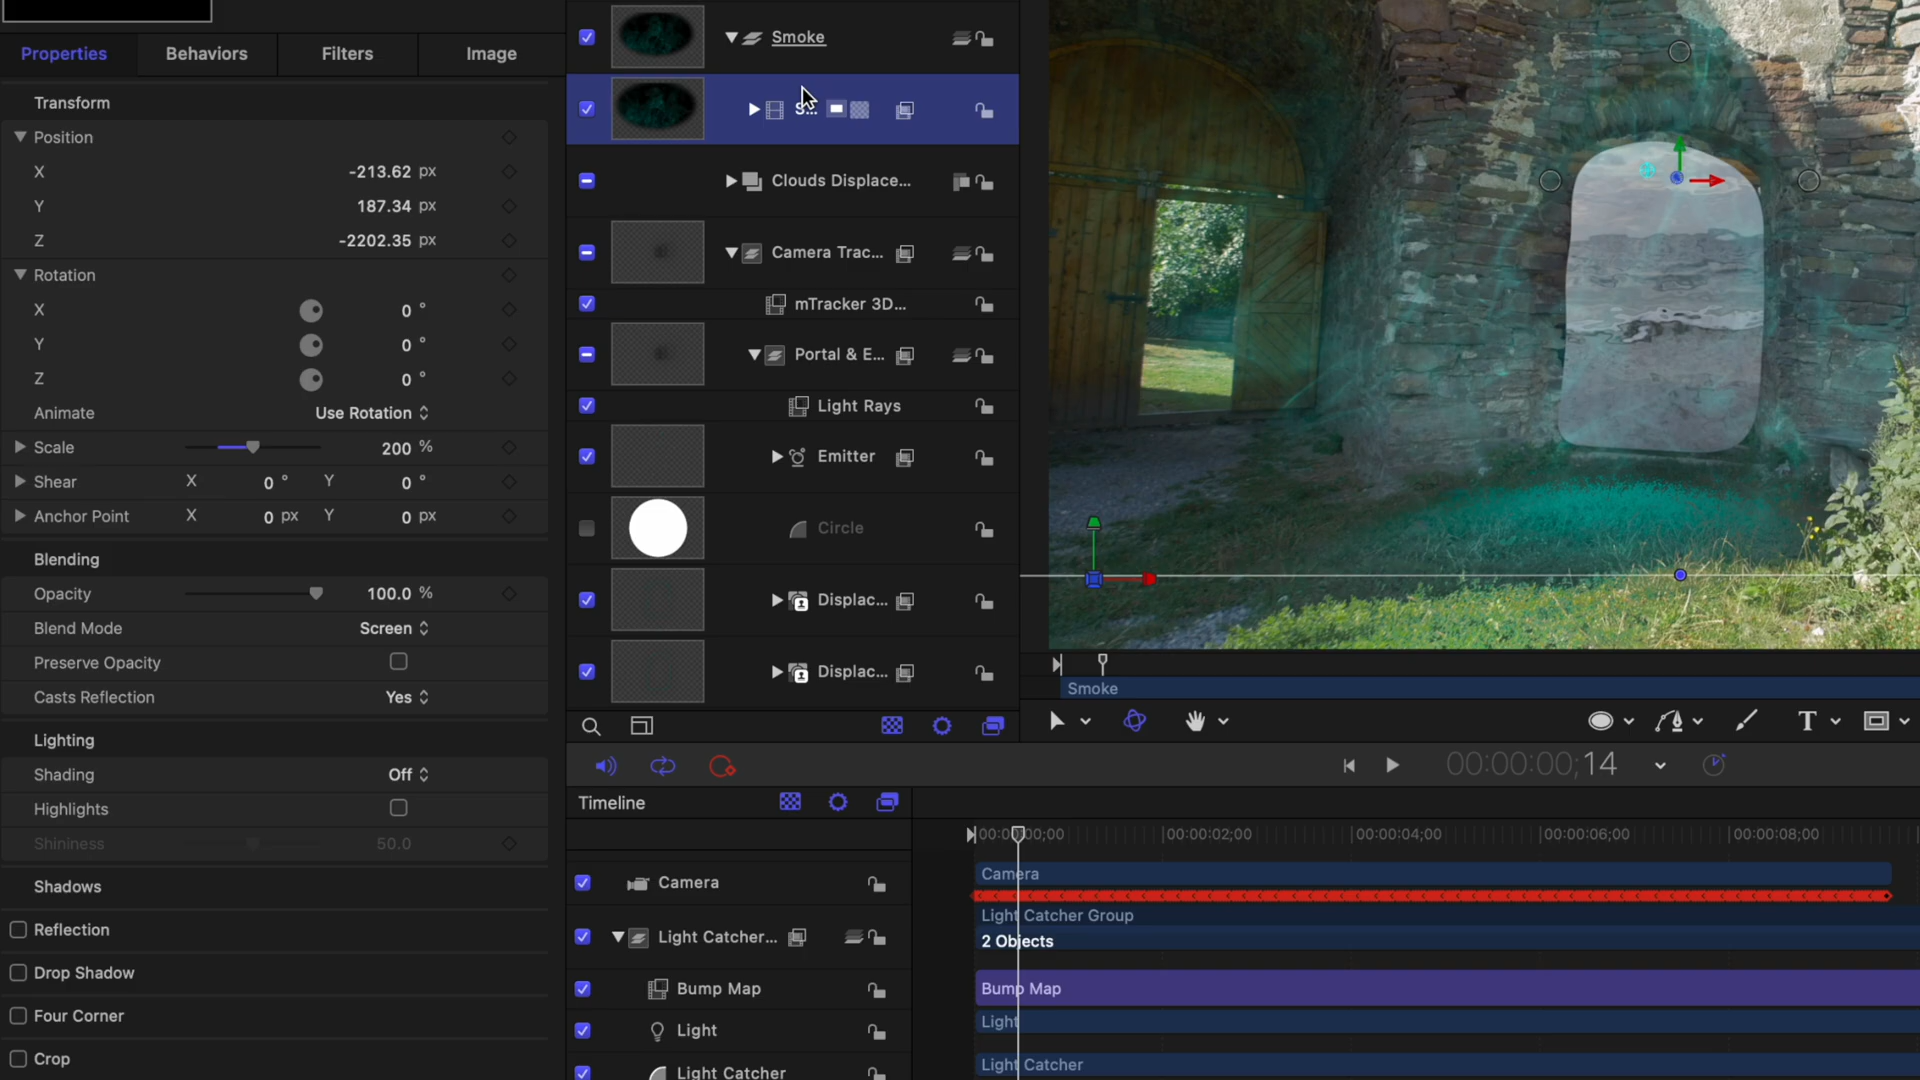 Properties
Behaviors
Filters
Image
Transform
Position
X -213.62 px
Y 187.34 px
Z -2202.35 px
Rotation
X 0 °
Y 0 °
Z 0 °
Animate Use Rotation
Scale 200 %
Shear X 0 ° Y 0 °
Anchor Point X 0 px Y 0 px
Blending
Opacity 100.0 %
Blend Mode Screen
Preserve Opacity
Casts Reflection Yes
Lighting
Shading Off
Highlights
Shininess 50.0
Shadows
Reflection
Drop Shadow
Four Corner
Crop
Smoke
S...
Clouds Displace...
Camera Trac...
mTracker 3D...
Portal & E...
Light Rays
Emitter
Circle
Displac...
Displac...
Smoke
T
00:00:00;14
Timeline
00:00:00;00 00:00:02;00 00:00:04;00 00:00:06;00 00:00:08;00
Camera
Light Catcher...
Bump Map
Light
Light Catcher
Camera
Light Catcher Group
2 Objects
Bump Map
Light
Light Catcher